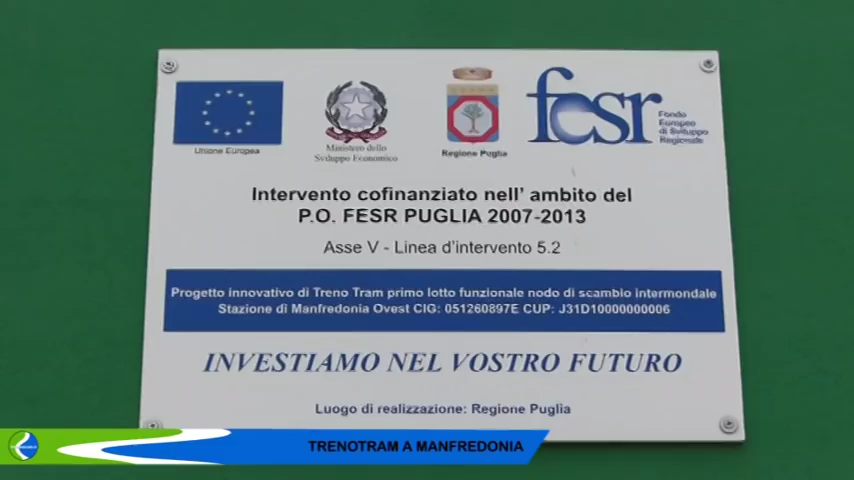 Unione Europea
Ministero dello
Sviluppo Economico
Regione Puglia
fesr
Fondo
Europeo
di Sviluppo
Regionale
Intervento cofinanziato nell' ambito del
P.O. FESR PUGLIA 2007-2013
Asse V - Linea d'intervento 5.2
Progetto innovativo di Treno Tram primo lotto funzionale nodo di scambio intermondale
Stazione di Manfredonia Ovest CIG: 051260897E CUP: J31D10000000006
INVESTIAMO NEL VOSTRO FUTURO
Luogo di realizzazione: Regione Puglia
TRENOTRAM A MANFREDONIA